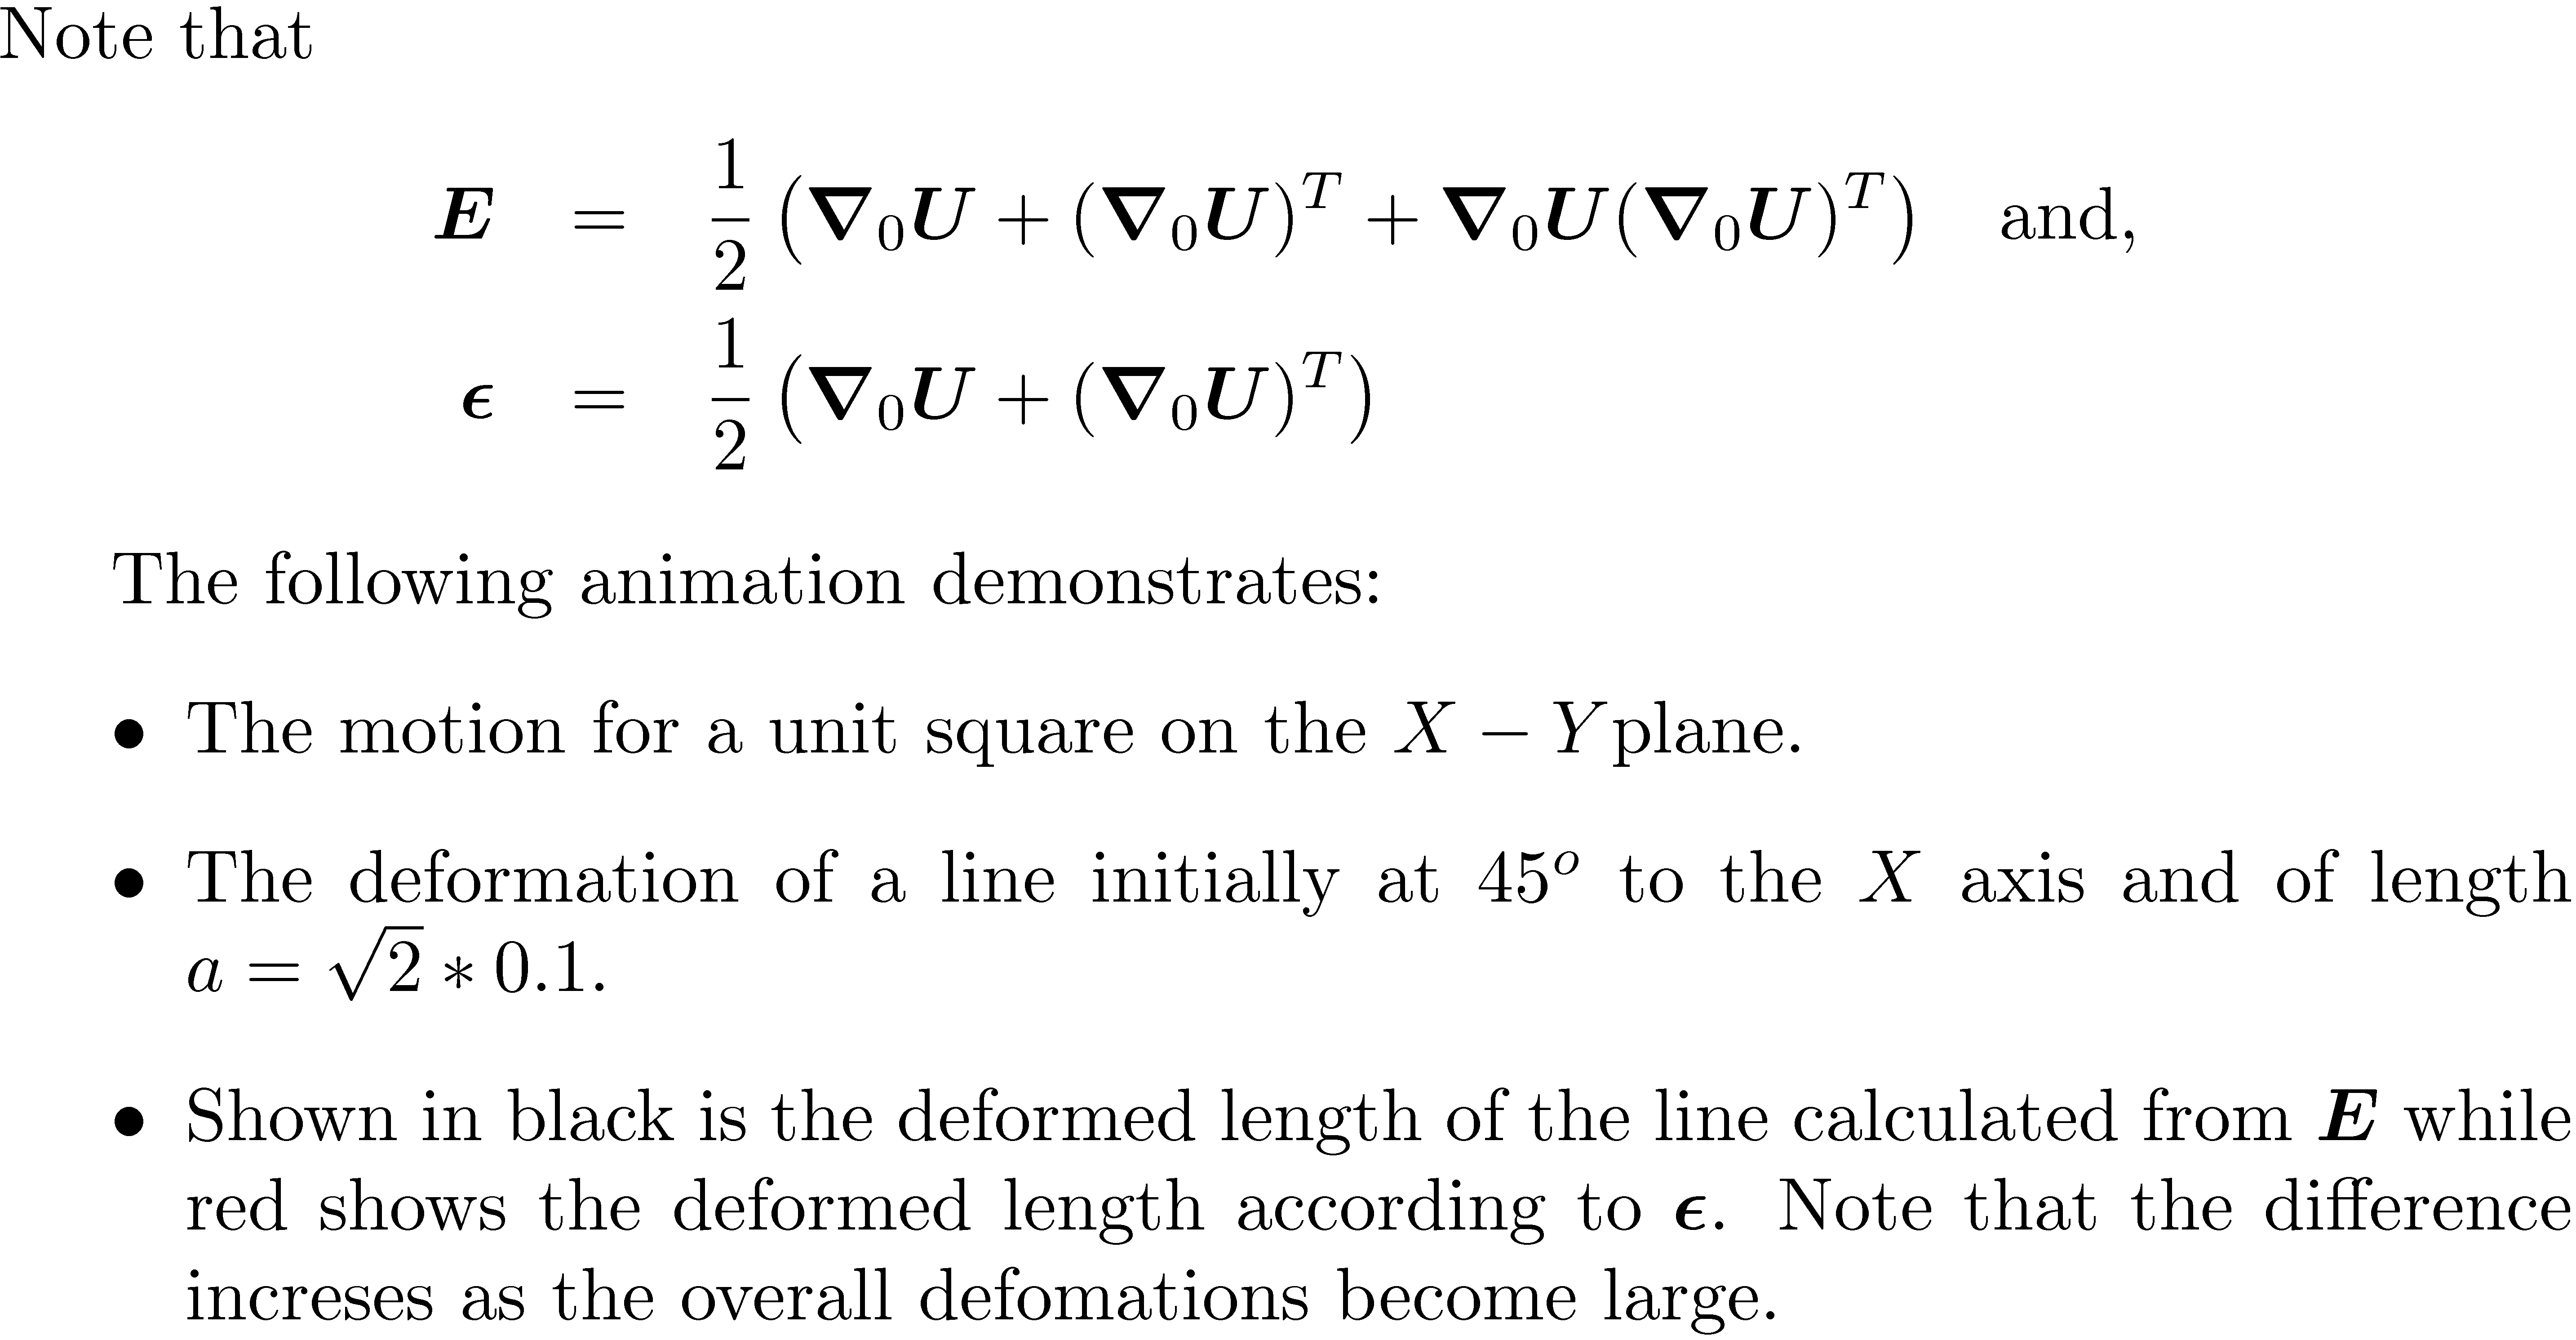 Note that
𝑬 = 1/2 (∇₀𝑼 + (∇₀𝑼)ᵀ + ∇₀𝑼(∇₀𝑼)ᵀ) and,
𝝐 = 1/2 (∇₀𝑼 + (∇₀𝑼)ᵀ)
The following animation demonstrates:
• The motion for a unit square on the X − Y plane.
• The deformation of a line initially at 45ᵒ to the X axis and of length
a = √2 ∗ 0.1.
• Shown in black is the deformed length of the line calculated from 𝑬 while
red shows the deformed length according to 𝝐. Note that the difference
increses as the overall defomations become large.